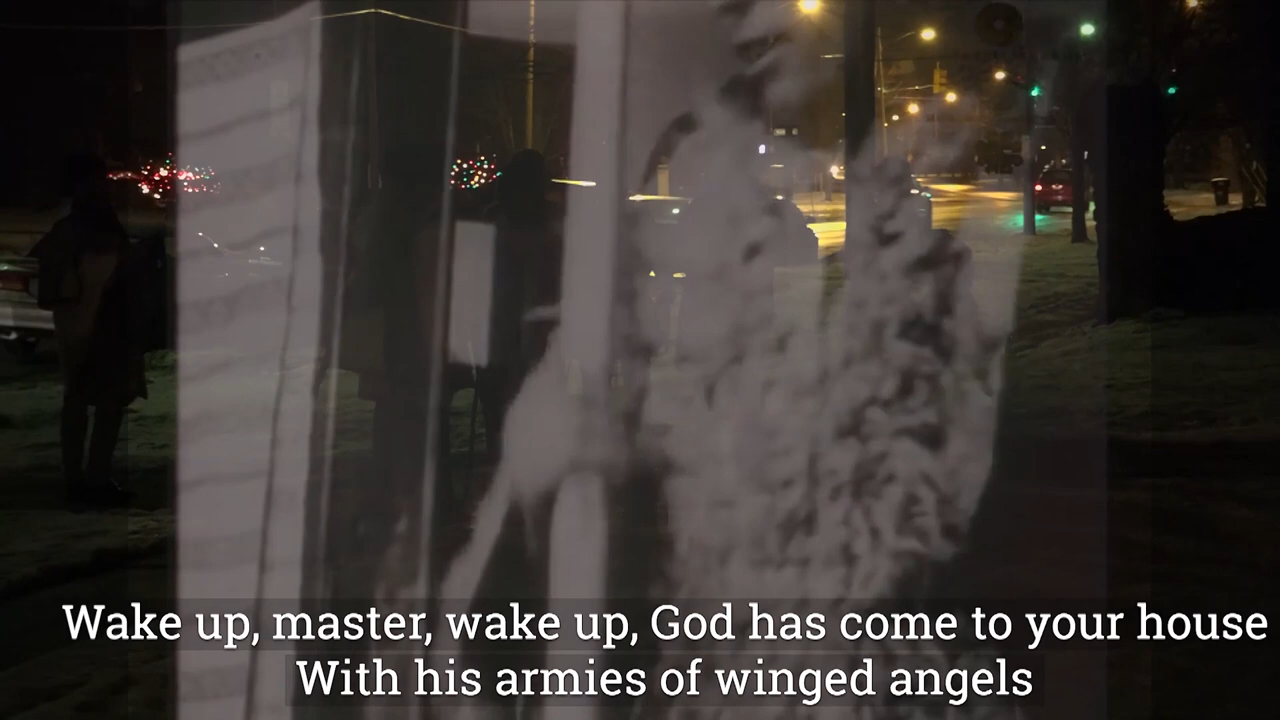 Wake up, master, wake up, God has come to your house
With his armies of winged angels